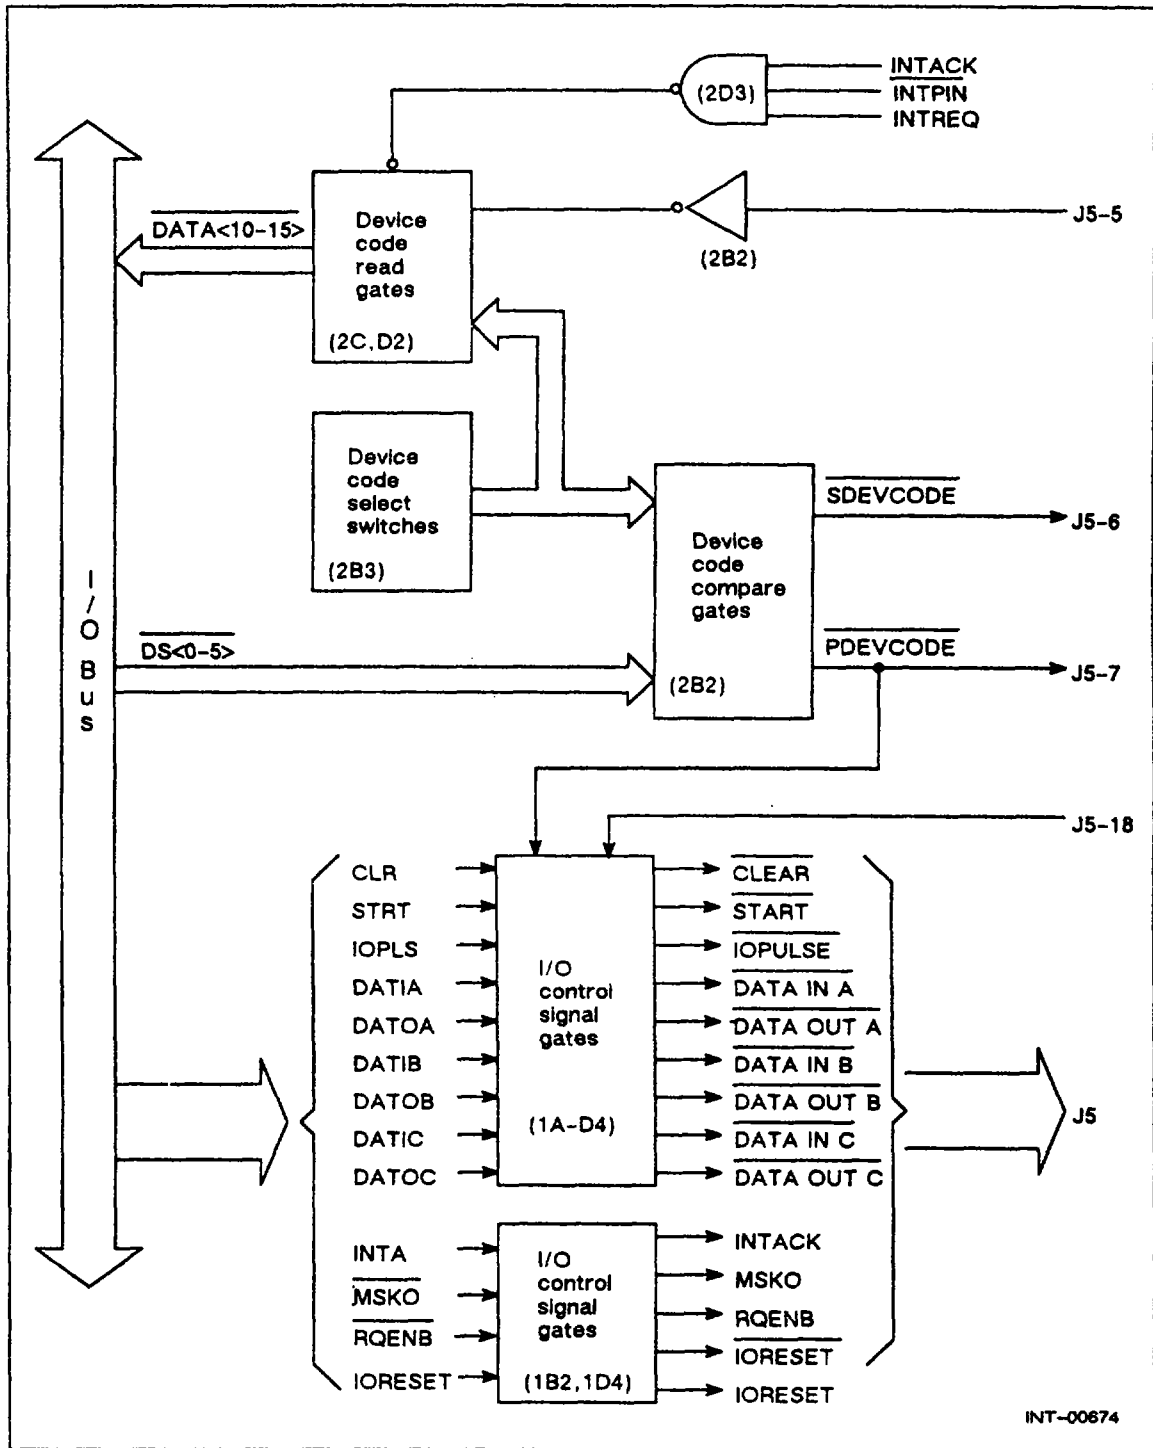 INTACK
(2D3)
INTPIN
INTREQ
Device
code
read
gates
(2C,D2)
DATA<10-15>
J5-5
(2B2)
Device
code
select
switches
(2B3)
SDEVCODE
J5-6
Device
code
compare
gates
(2B2)
I/O Bus
DS<0-5>
PDEVCODE
J5-7
J5-18
CLR
STRT
IOPLS
DATIA
DATOA
DATIB
DATOB
DATIC
DATOC
I/O
control
signal
gates
(1A-D4)
CLEAR
START
IOPULSE
DATA IN A
DATA OUT A
DATA IN B
DATA OUT B
DATA IN C
DATA OUT C
J5
INTA
MSKO
RQENB
IORESET
I/O
control
signal
gates
(1B2,1D4)
INTACK
MSKO
RQENB
IORESET
IORESET
INT-00674